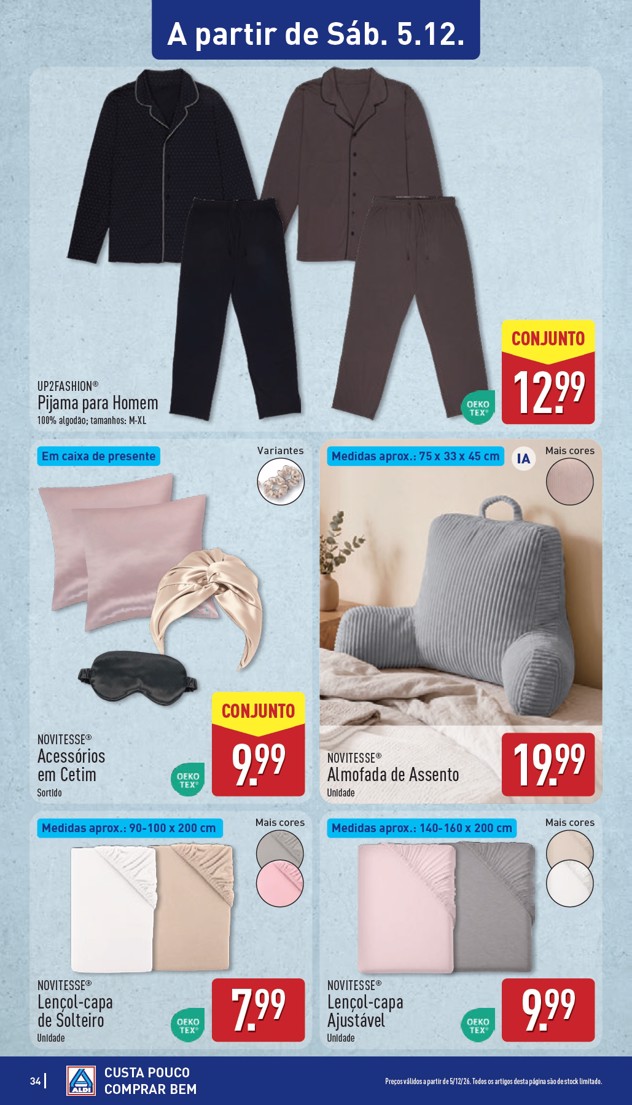 A partir de Sáb. 5.12.
CONJUNTO
12.99
OEKO
TEX®
UP2FASHION®
Pijama para Homem
100% algodão; tamanhos: M-XL
Em caixa de presente
Variantes
CONJUNTO
9.99
OEKO
TEX®
NOVITESSE®
Acessórios
em Cetim
Sortido
Medidas aprox.: 75 x 33 x 45 cm
IA
Mais cores
NOVITESSE®
Almofada de Assento
Unidade
19.99
Medidas aprox.: 90-100 x 200 cm
Mais cores
NOVITESSE®
Lençol-capa
de Solteiro
Unidade
OEKO
TEX®
7.99
Medidas aprox.: 140-160 x 200 cm
Mais cores
NOVITESSE®
Lençol-capa
Ajustável
Unidade
OEKO
TEX®
9.99
34
ALDI
CUSTA POUCO
COMPRAR BEM
Preços válidos a partir de 5/12/26. Todos os artigos desta página são de stock limitado.